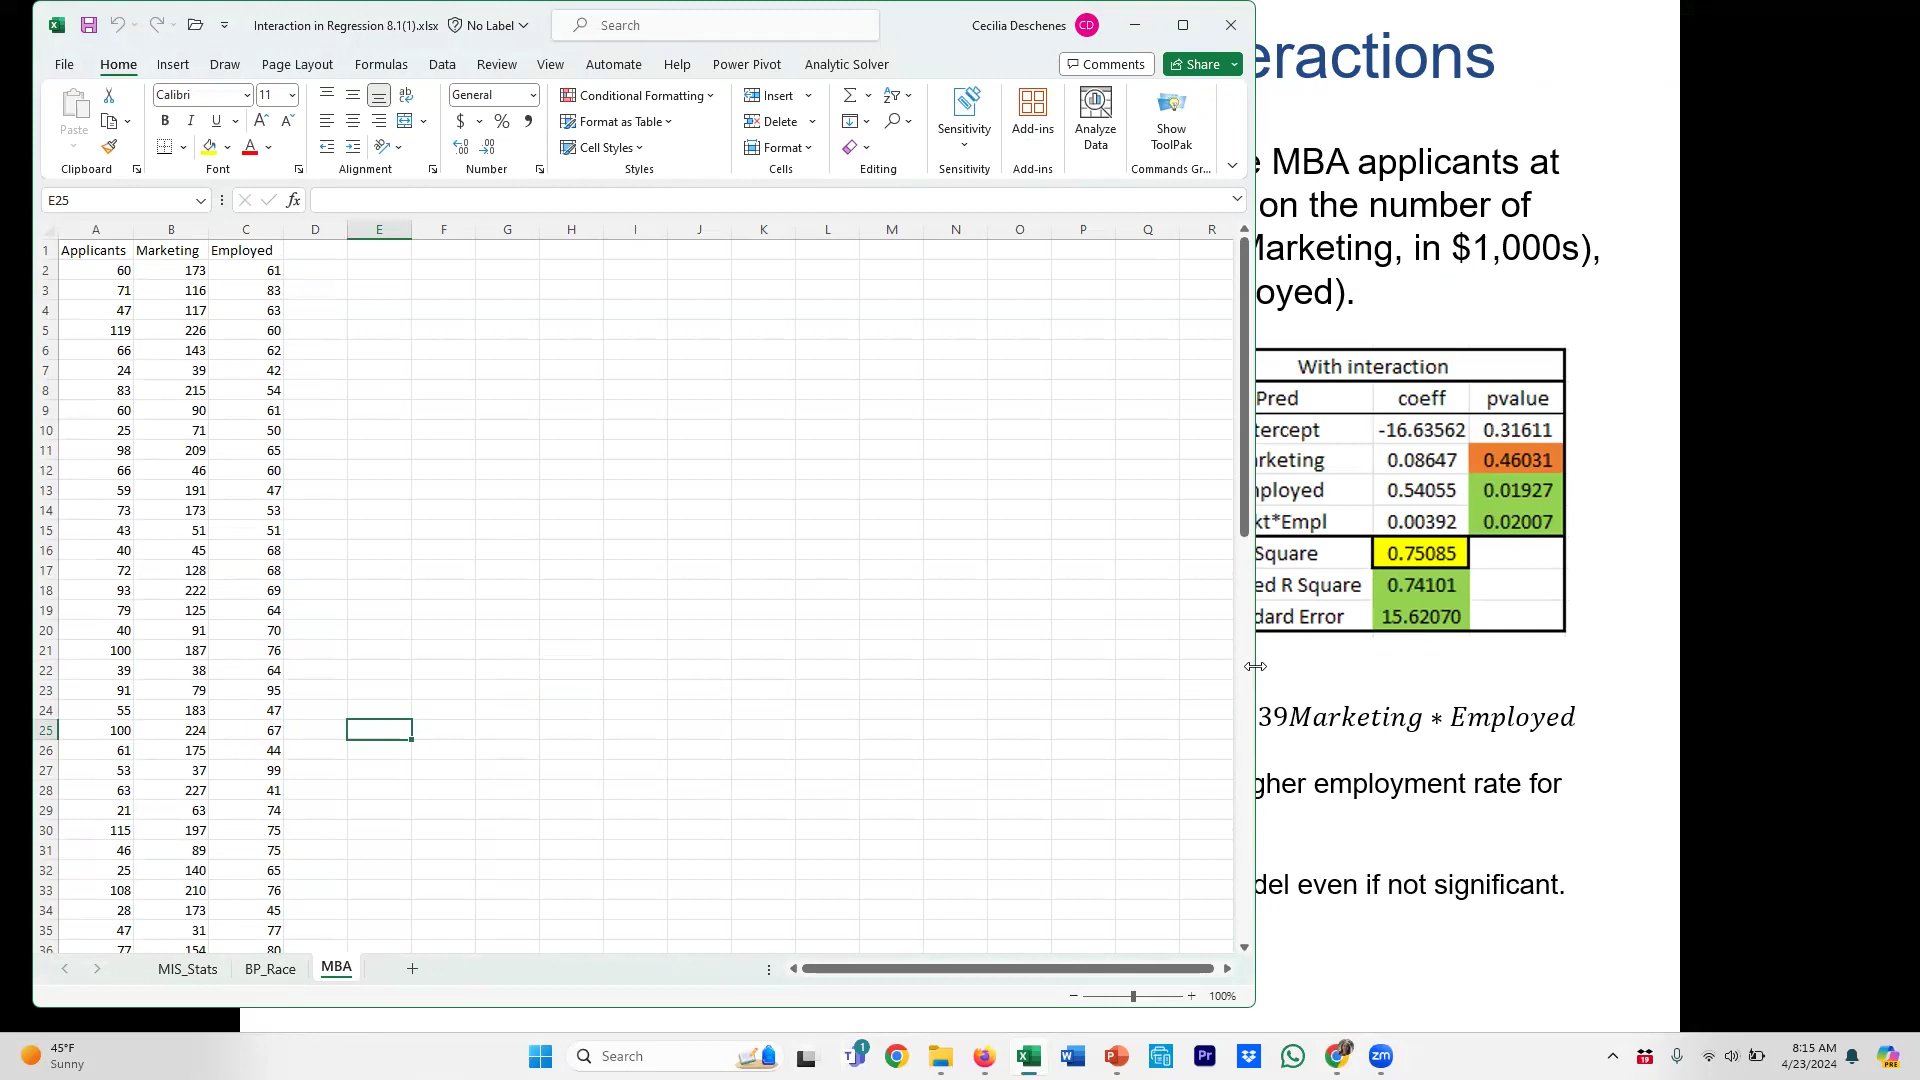 Interaction in Regression 8.1(1).xlsx No Label Search Cecilia Deschenes CD
File Home Insert Draw Page Layout Formulas Data Review View Automate Help Power Pivot Analytic Solver Comments Share
Paste Calibri 11 General Conditional Formatting Insert
B I U A A $ % Format as Table Delete Sensitivity Add-ins Analyze Data Show ToolPak
Cell Styles Format
Clipboard Font Alignment Number Styles Cells Editing Sensitivity Add-ins Commands Gr...
E25 fx
A B C D E F G H I J K L M N O P Q R
1 Applicants Marketing Employed
2 60 173 61
3 71 116 83
4 47 117 63
5 119 226 60
6 66 143 62
7 24 39 42
8 83 215 54
9 60 90 61
10 25 71 50
11 98 209 65
12 66 46 60
13 59 191 47
14 73 173 53
15 43 51 51
16 40 45 68
17 72 128 68
18 93 222 69
19 79 125 64
20 40 91 70
21 100 187 76
22 39 38 64
23 91 79 95
24 55 183 47
25 100 224 67
26 61 175 44
27 53 37 99
28 63 227 41
29 21 63 74
30 115 197 75
31 46 89 75
32 25 140 65
33 108 210 76
34 28 173 45
35 47 31 77
36 77 154 80
MIS_Stats BP_Race MBA
100%
eractions
MBA applicants at
on the number of
Marketing, in $1,000s),
oyed).
With interaction
Pred coeff pvalue
tercept -16.63562 0.31611
rketing 0.08647 0.46031
ployed 0.54055 0.01927
kt*Empl 0.00392 0.02007
Square 0.75085
ed R Square 0.74101
dard Error 15.62070
39Marketing ∗ Employed
gher employment rate for
del even if not significant.
45°F
Sunny
Search
8:15 AM
4/23/2024